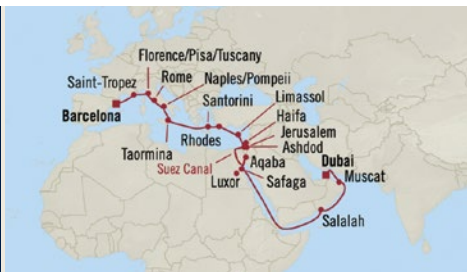 Florence/Pisa/Tuscany
Saint-Tropez
Rome
Naples/Pompeii
Barcelona
Santorini
Limassol
Haifa
Taormina
Rhodes
Jerusalem
Ashdod
Suez Canal
Aqaba
Dubai
Luxor
Safaga
Muscat
Salalah